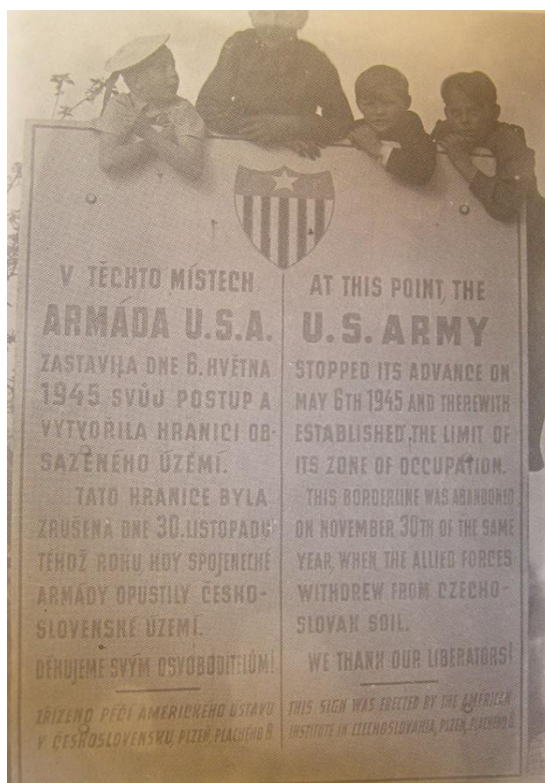 V TĚCHTO MÍSTECH
ARMÁDA U.S.A.
ZASTAVILA DNE 6. KVĚTNA
1945 SVŮJ POSTUP A
VYTVOŘILA HRANICI OB-
SAZENÉHO ÚZEMÍ.
TATO HRANICE BYLA
ZRUŠENA DNE 30. LISTOPADU
TÉHOŽ ROKU KDY SPOJENECKÉ
ARMÁDY OPUSTILY ČESKO-
SLOVENSKÉ ÚZEMÍ.
DĚKUJEME SVÝM OSVOBODITELŮM!
ZŘÍZENO PÉČÍ AMERICKÉHO ÚSTAVU
V ČESKOSLOVENSKU, PLZEŇ, PLACHÉHO 8.
AT THIS POINT, THE
U.S. ARMY
STOPPED ITS ADVANCE ON
MAY 6TH 1945 AND THEREWITH
ESTABLISHED THE LIMIT OF
ITS ZONE OF OCCUPATION.
THIS BORDERLINE WAS ABANDONED
ON NOVEMBER 30TH OF THE SAME
YEAR, WHEN THE ALLIED FORCES
WITHDREW FROM CZECHO-
SLOVAK SOIL.
WE THANK OUR LIBERATORS!
THIS SIGN WAS ERECTED BY THE AMERICAN
INSTITUTE IN CZECHOSLOVAKIA, PLZEŇ, PLACHÉHO 8.